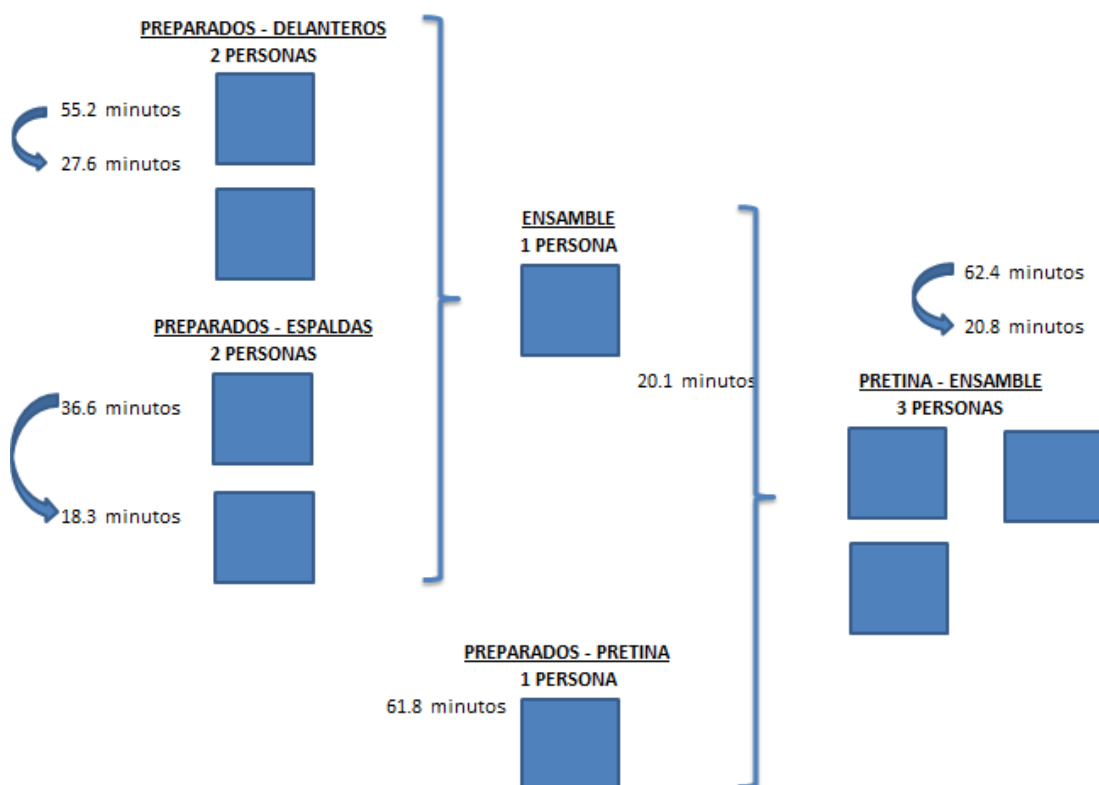 PREPARADOS - DELANTEROS
2 PERSONAS
55.2 minutos
27.6 minutos
PREPARADOS - ESPALDAS
2 PERSONAS
36.6 minutos
18.3 minutos
ENSAMBLE
1 PERSONA
20.1 minutos
PREPARADOS - PRETINA
1 PERSONA
61.8 minutos
62.4 minutos
20.8 minutos
PRETINA - ENSAMBLE
3 PERSONAS